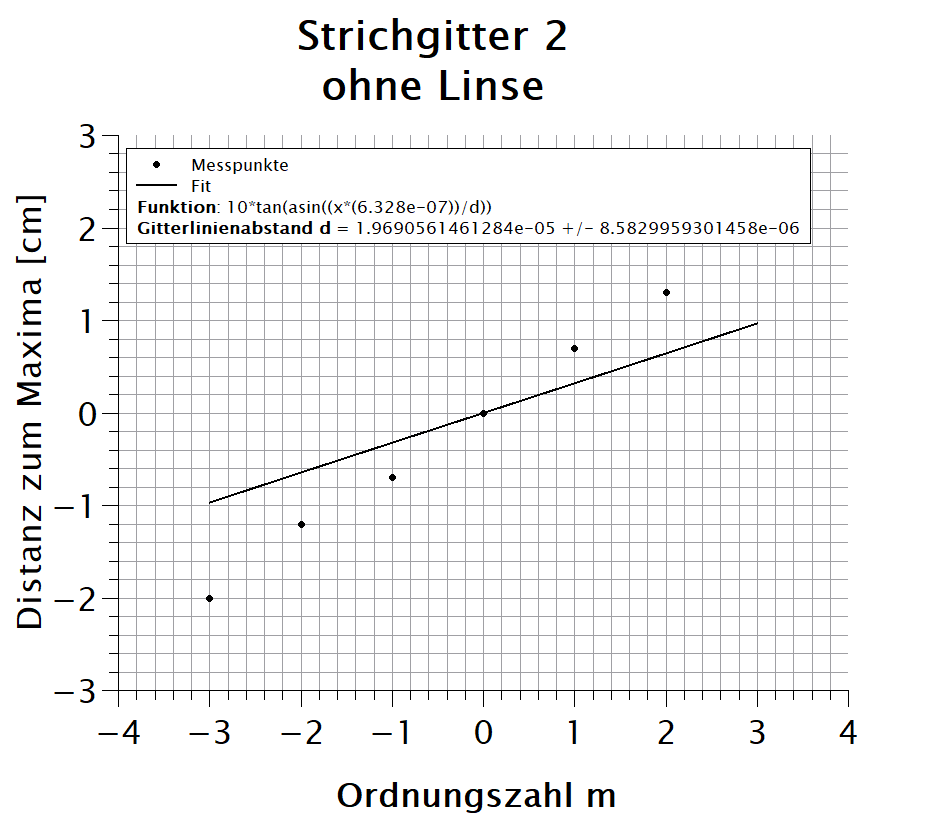 Strichgitter 2
ohne Linse
Messpunkte
Fit
Funktion: 10*tan(asin((x*(6.328e-07))/d))
Gitterlinienabstand d = 1.9690561461284e-05 +/- 8.5829959301458e-06
Distanz zum Maxima [cm]
3
2
1
0
−1
−2
−3
−4 −3 −2 −1 0 1 2 3 4
Ordnungszahl m